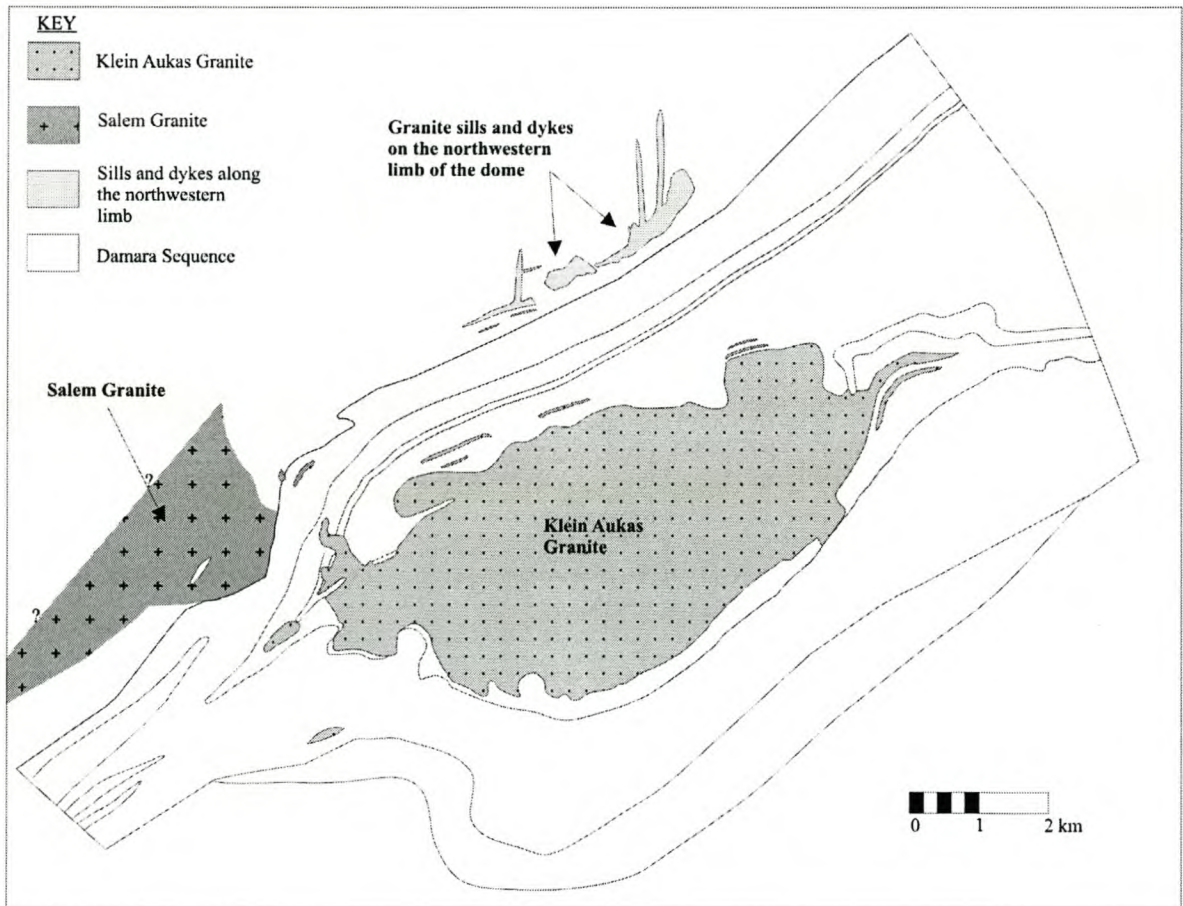 KEY
Klein Aukas Granite
Salem Granite
Sills and dykes along
the northwestern
limb
Damara Sequence
Granite sills and dykes
on the northwestern
limb of the dome
Salem Granite
?
?
Klein Aukas
Granite
0 1 2 km